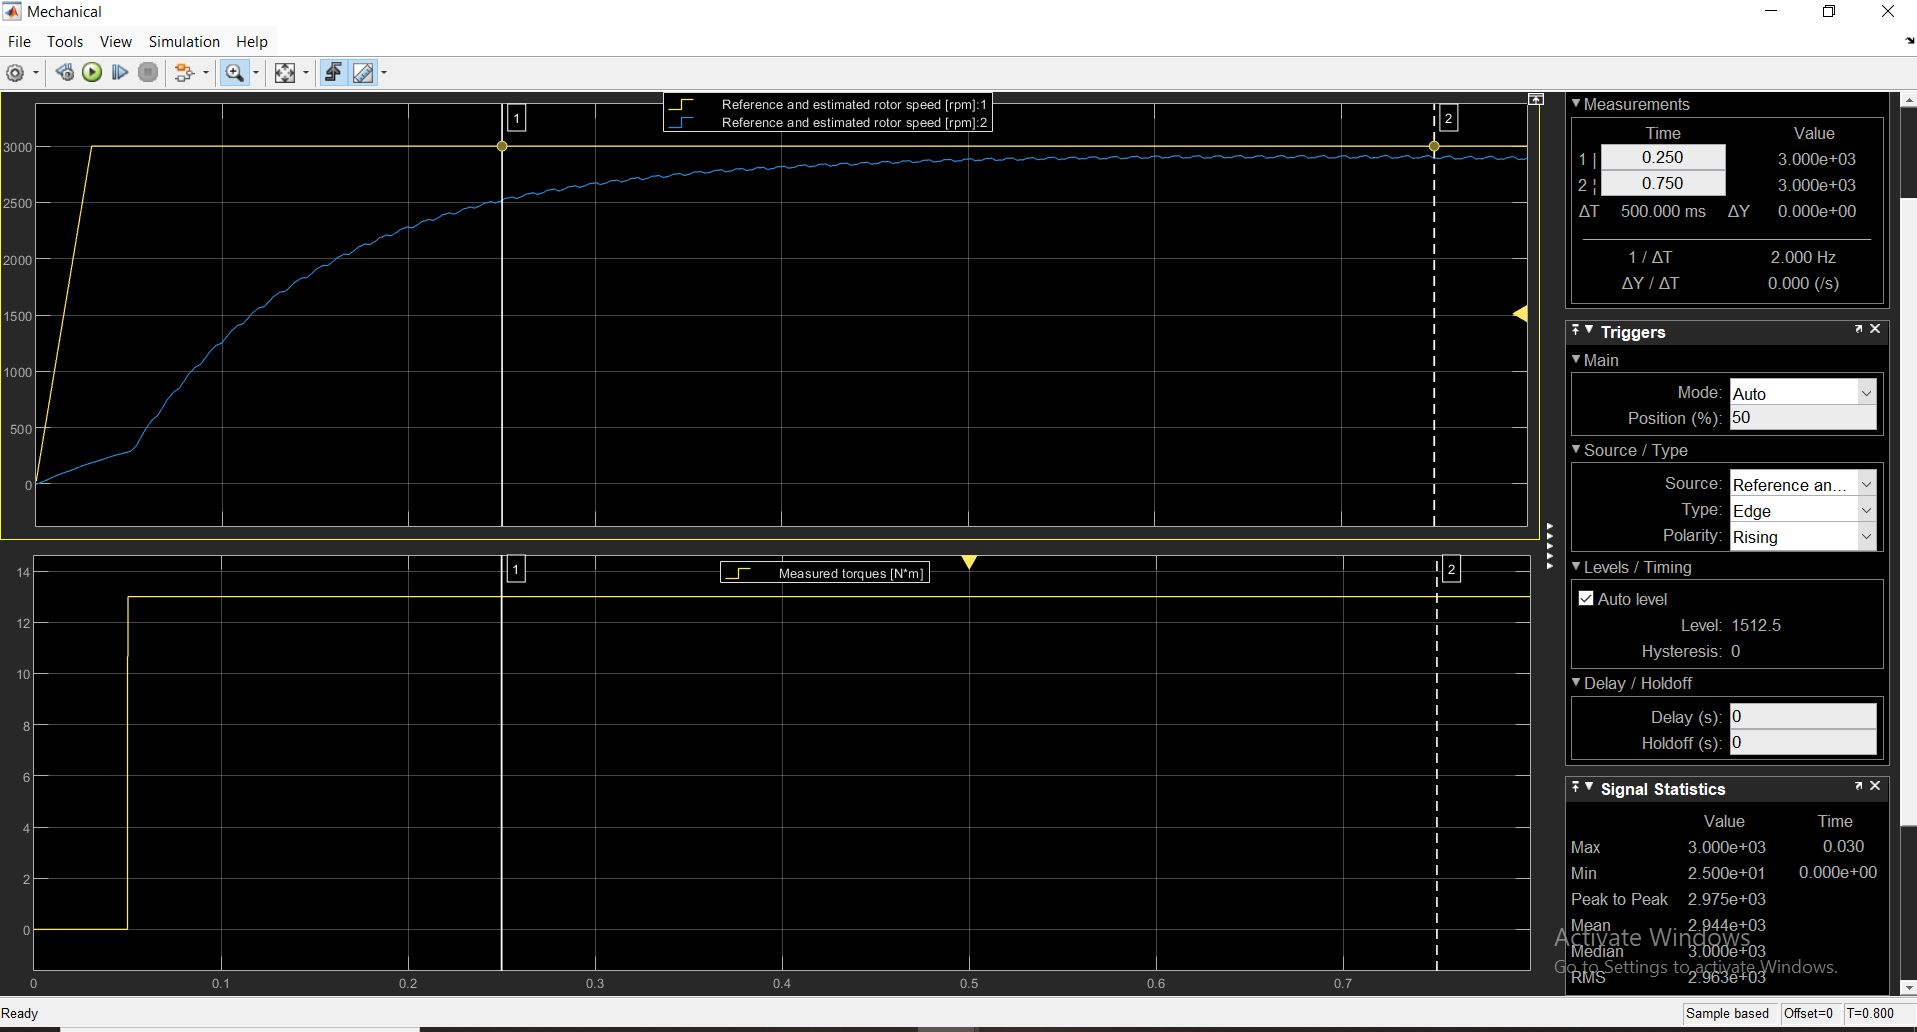 Mechanical
File Tools View Simulation Help
Reference and estimated rotor speed [rpm]:1
Reference and estimated rotor speed [rpm]:2
1
2
3000
2500
2000
1500
1000
500
0
Measured torques [N*m]
1
2
14
12
10
8
6
4
2
0
0 0.1 0.2 0.3 0.4 0.5 0.6 0.7
Measurements
Time Value
1 | 0.250 3.000e+03
2 ¦ 0.750 3.000e+03
ΔT 500.000 ms ΔY 0.000e+00
1 / ΔT 2.000 Hz
ΔY / ΔT 0.000 (/s)
Triggers
Main
Mode: Auto
Position (%): 50
Source / Type
Source: Reference an...
Type: Edge
Polarity: Rising
Levels / Timing
Auto level
Level: 1512.5
Hysteresis: 0
Delay / Holdoff
Delay (s): 0
Holdoff (s): 0
Signal Statistics
Value Time
Max 3.000e+03 0.030
Min 2.500e+01 0.000e+00
Peak to Peak 2.975e+03
Mean 2.944e+03
Median 3.000e+03
RMS 2.963e+03
Activate Windows
Go to Settings to activate Windows.
Ready
Sample based Offset=0 T=0.800